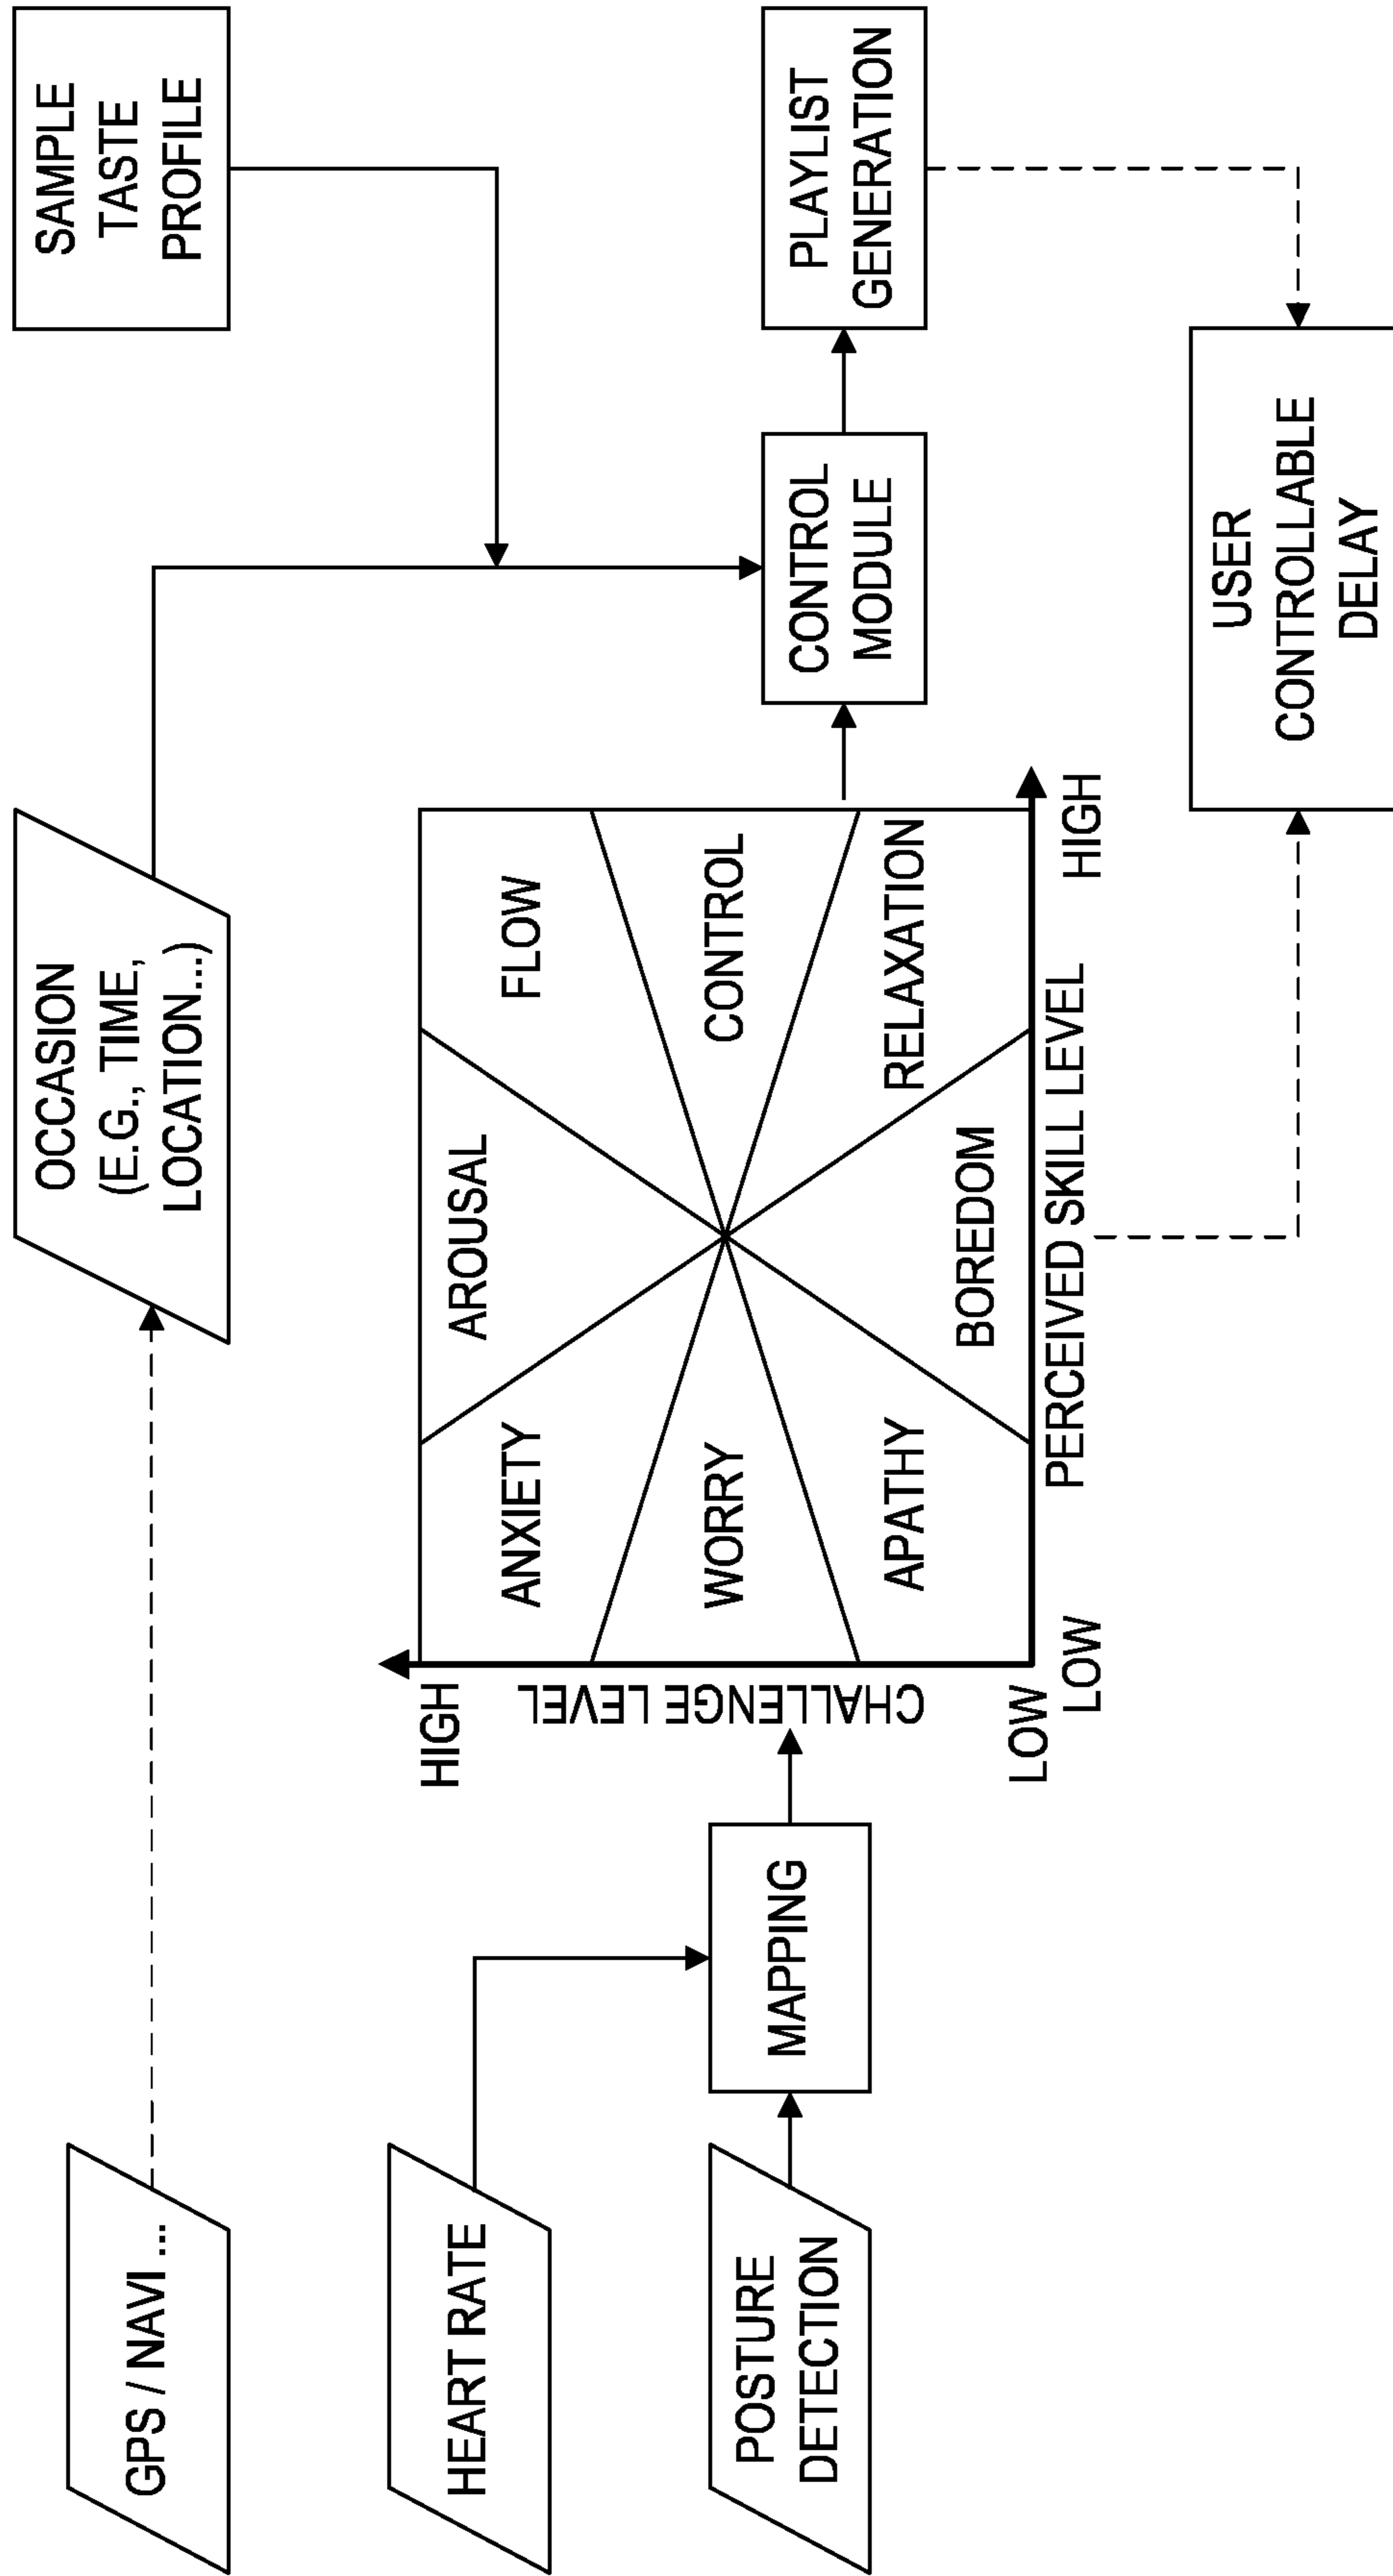 GPS / NAVI ...
OCCASION
(E.G., TIME,
LOCATION...)
SAMPLE
TASTE
PROFILE
HEART RATE
POSTURE
DETECTION
MAPPING
HIGH
CHALLENGE LEVEL
LOW
ANXIETY
AROUSAL
FLOW
WORRY
CONTROL
APATHY
BOREDOM
RELAXATION
LOW
PERCEIVED SKILL LEVEL
HIGH
CONTROL
MODULE
PLAYLIST
GENERATION
USER
CONTROLLABLE
DELAY